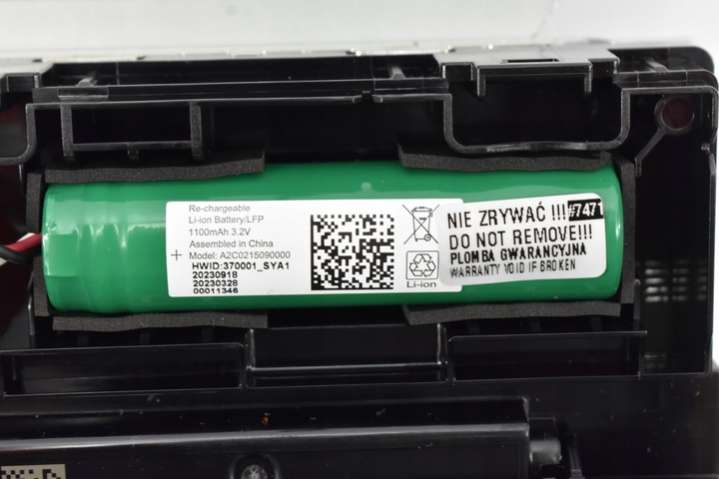 Re-chargeable
Li-ion Battery/LFP
1100mAh 3.2V
Assembled in China
+ Model: A2C0215090000
HWID:370001_SYA1
20230918
20230328
00011346
Li-ion
NIE ZRYWAĆ !!! #7471
DO NOT REMOVE!!!
PLOMBA GWARANCYJNA
WARRANTY VOID IF BROKEN